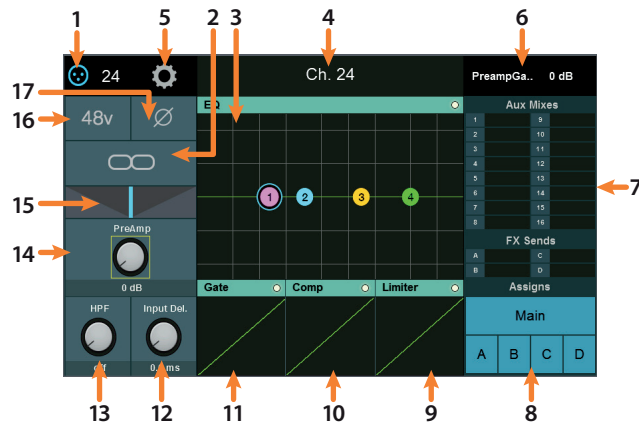 1 5 2 3 4 6
24
Ch. 24
PreampGa.. 0 dB
17
16
48v
EQ
Aux Mixes
1 9
2 10
3 11
4 12
5 13
6 14
7 15
8 16
7
1 2 3 4
15
PreAmp
14
0 dB
FX Sends
A C
B D
Gate Comp Limiter
Assigns
HPF Input Del.
Main
A B C D
off
13 12 11 10 9 8